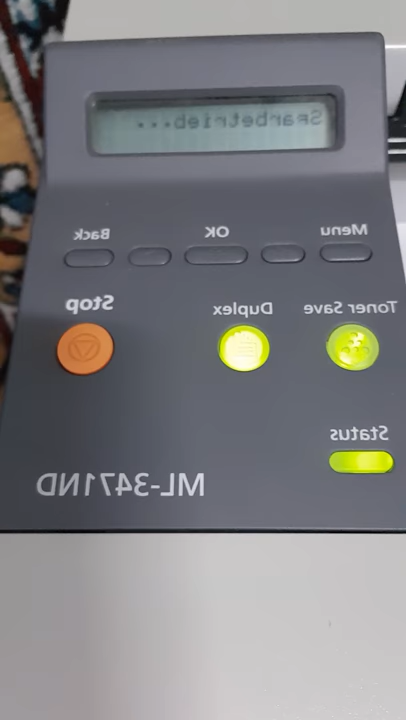 Sparbetrieb...
Menu OK Back
Toner Save Duplex Stop
Status
ML-3471ND